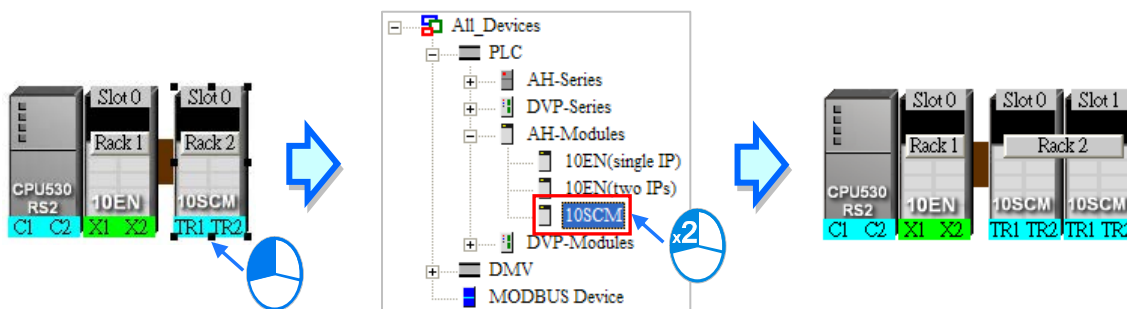 Slot 0 Slot 0
Rack 1 Rack 2
CPU530
RS2 10EN 10SCM
C1 C2 X1 X2 TR1 TR2
All_Devices
PLC
AH-Series
DVP-Series
AH-Modules
10EN(single IP)
10EN(two IPs)
10SCM
x2
DVP-Modules
DMV
MODBUS Device
Slot 0 Slot 0 Slot 1
Rack 1 Rack 2
CPU530
RS2 10EN 10SCM 10SCM
C1 C2 X1 X2 TR1 TR2 TR1 TR2